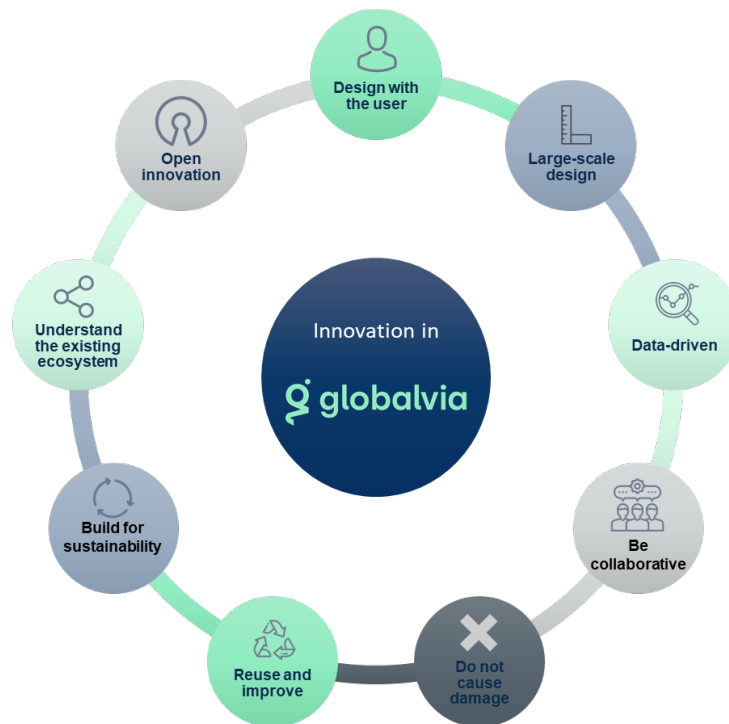 Design with
the user
Large-scale
design
Data-driven
Be
collaborative
Do not
cause
damage
Reuse and
improve
Build for
sustainability
Understand
the existing
ecosystem
Open
innovation
Innovation in
globalvia